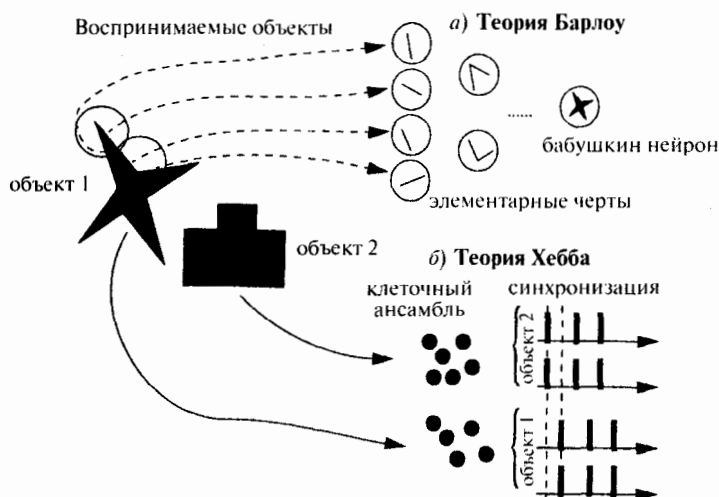 Воспринимаемые объекты
а) Теория Барлоу
объект 1
......
бабушкин нейрон
элементарные черты
объект 2
б) Теория Хебба
клеточный
ансамбль
синхронизация
объект 2
объект 1